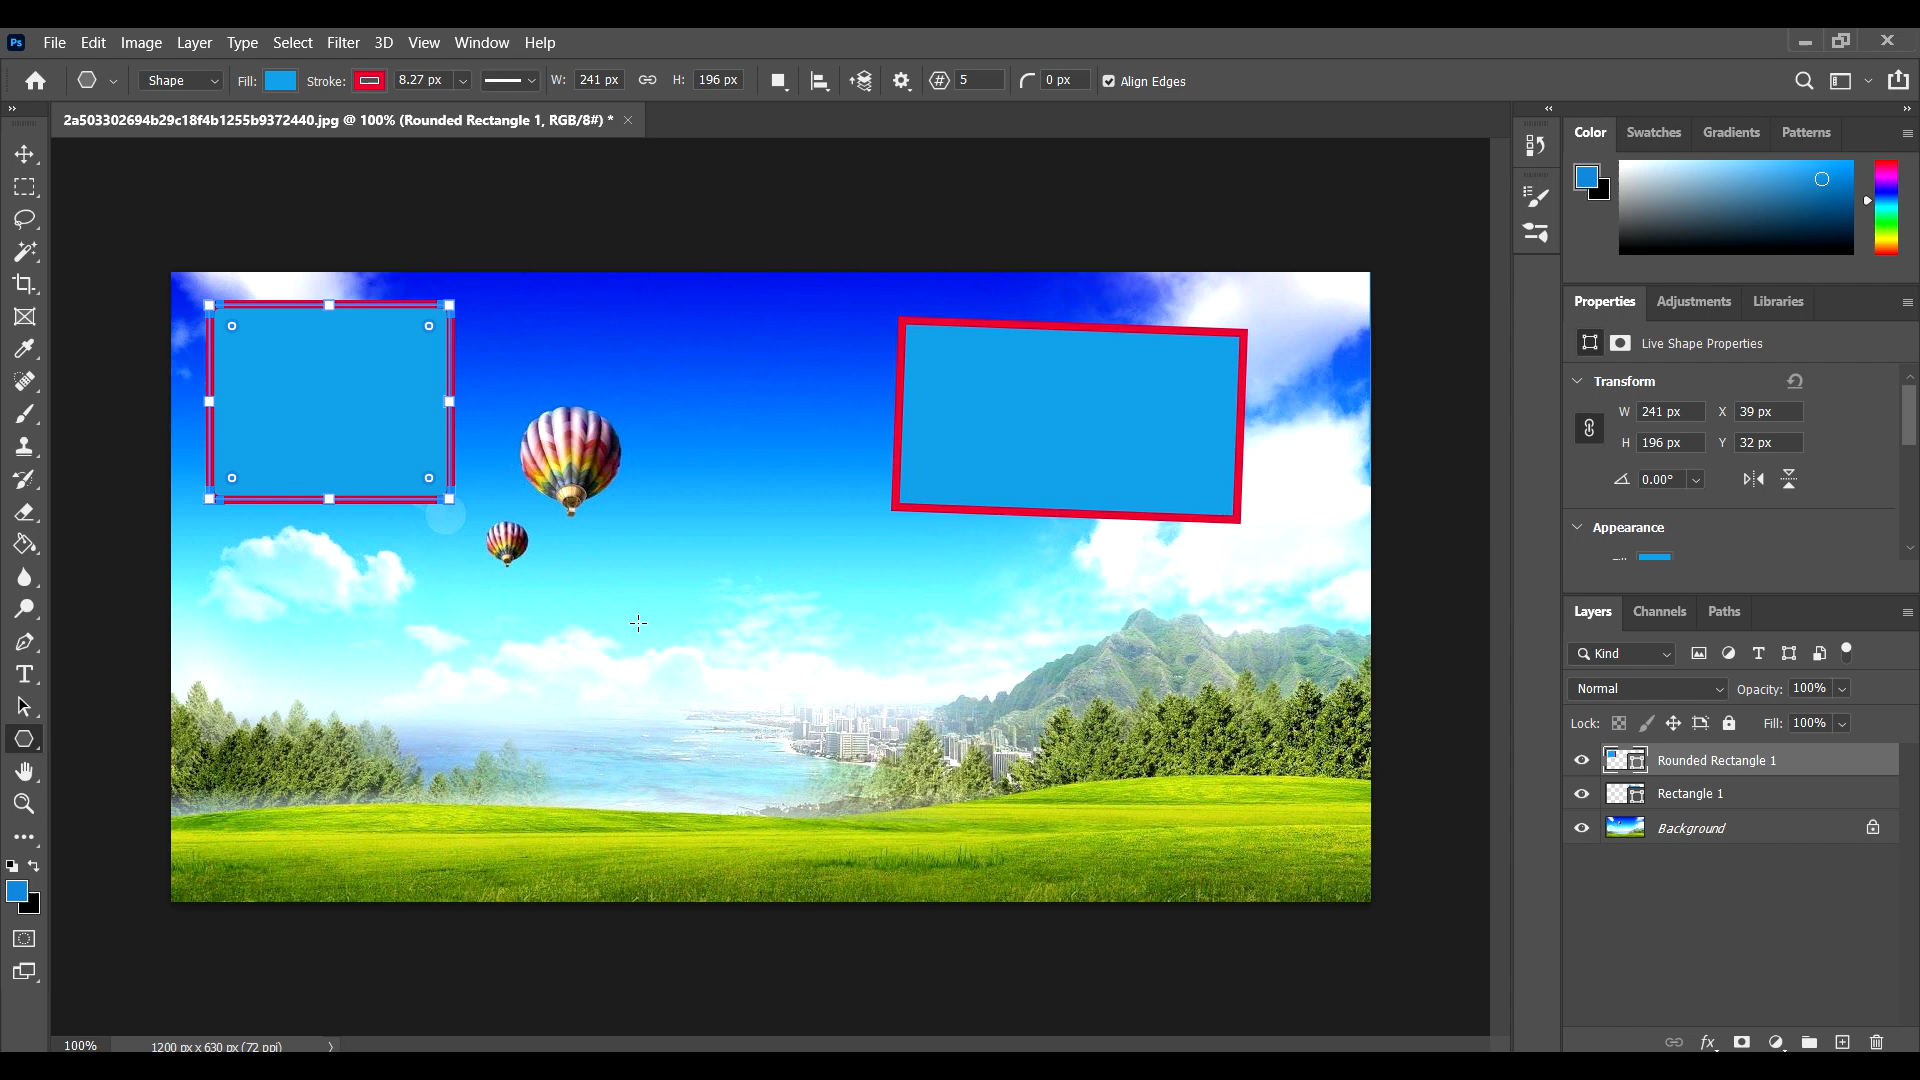 Ps File Edit Image Layer Type Select Filter 3D View Window Help
Shape Fill: Stroke: 8.27 px W: 241 px H: 196 px 5 0 px Align Edges
2a503302694b29c18f4b1255b9372440.jpg @ 100% (Rounded Rectangle 1, RGB/8#) *
Color Swatches Gradients Patterns
Properties Adjustments Libraries
Live Shape Properties
Transform
W 241 px X 39 px
H 196 px Y 32 px
0.00°
Appearance
Layers Channels Paths
Kind
Normal Opacity: 100%
Lock: Fill: 100%
Rounded Rectangle 1
Rectangle 1
Background
fx
100% 1200 px x 630 px (72 ppi)